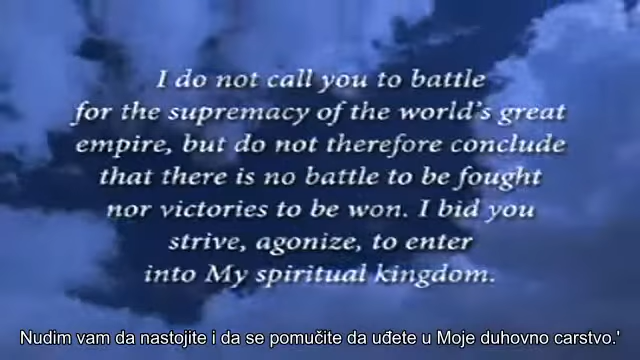 I do not call you to battle
for the supremacy of the world's great
empire, but do not therefore conclude
that there is no battle to be fought
nor victories to be won. I bid you
strive, agonize, to enter
into My spiritual kingdom.
Nudim vam da nastojite i da se pomučite da uđete u Moje duhovno carstvo.'